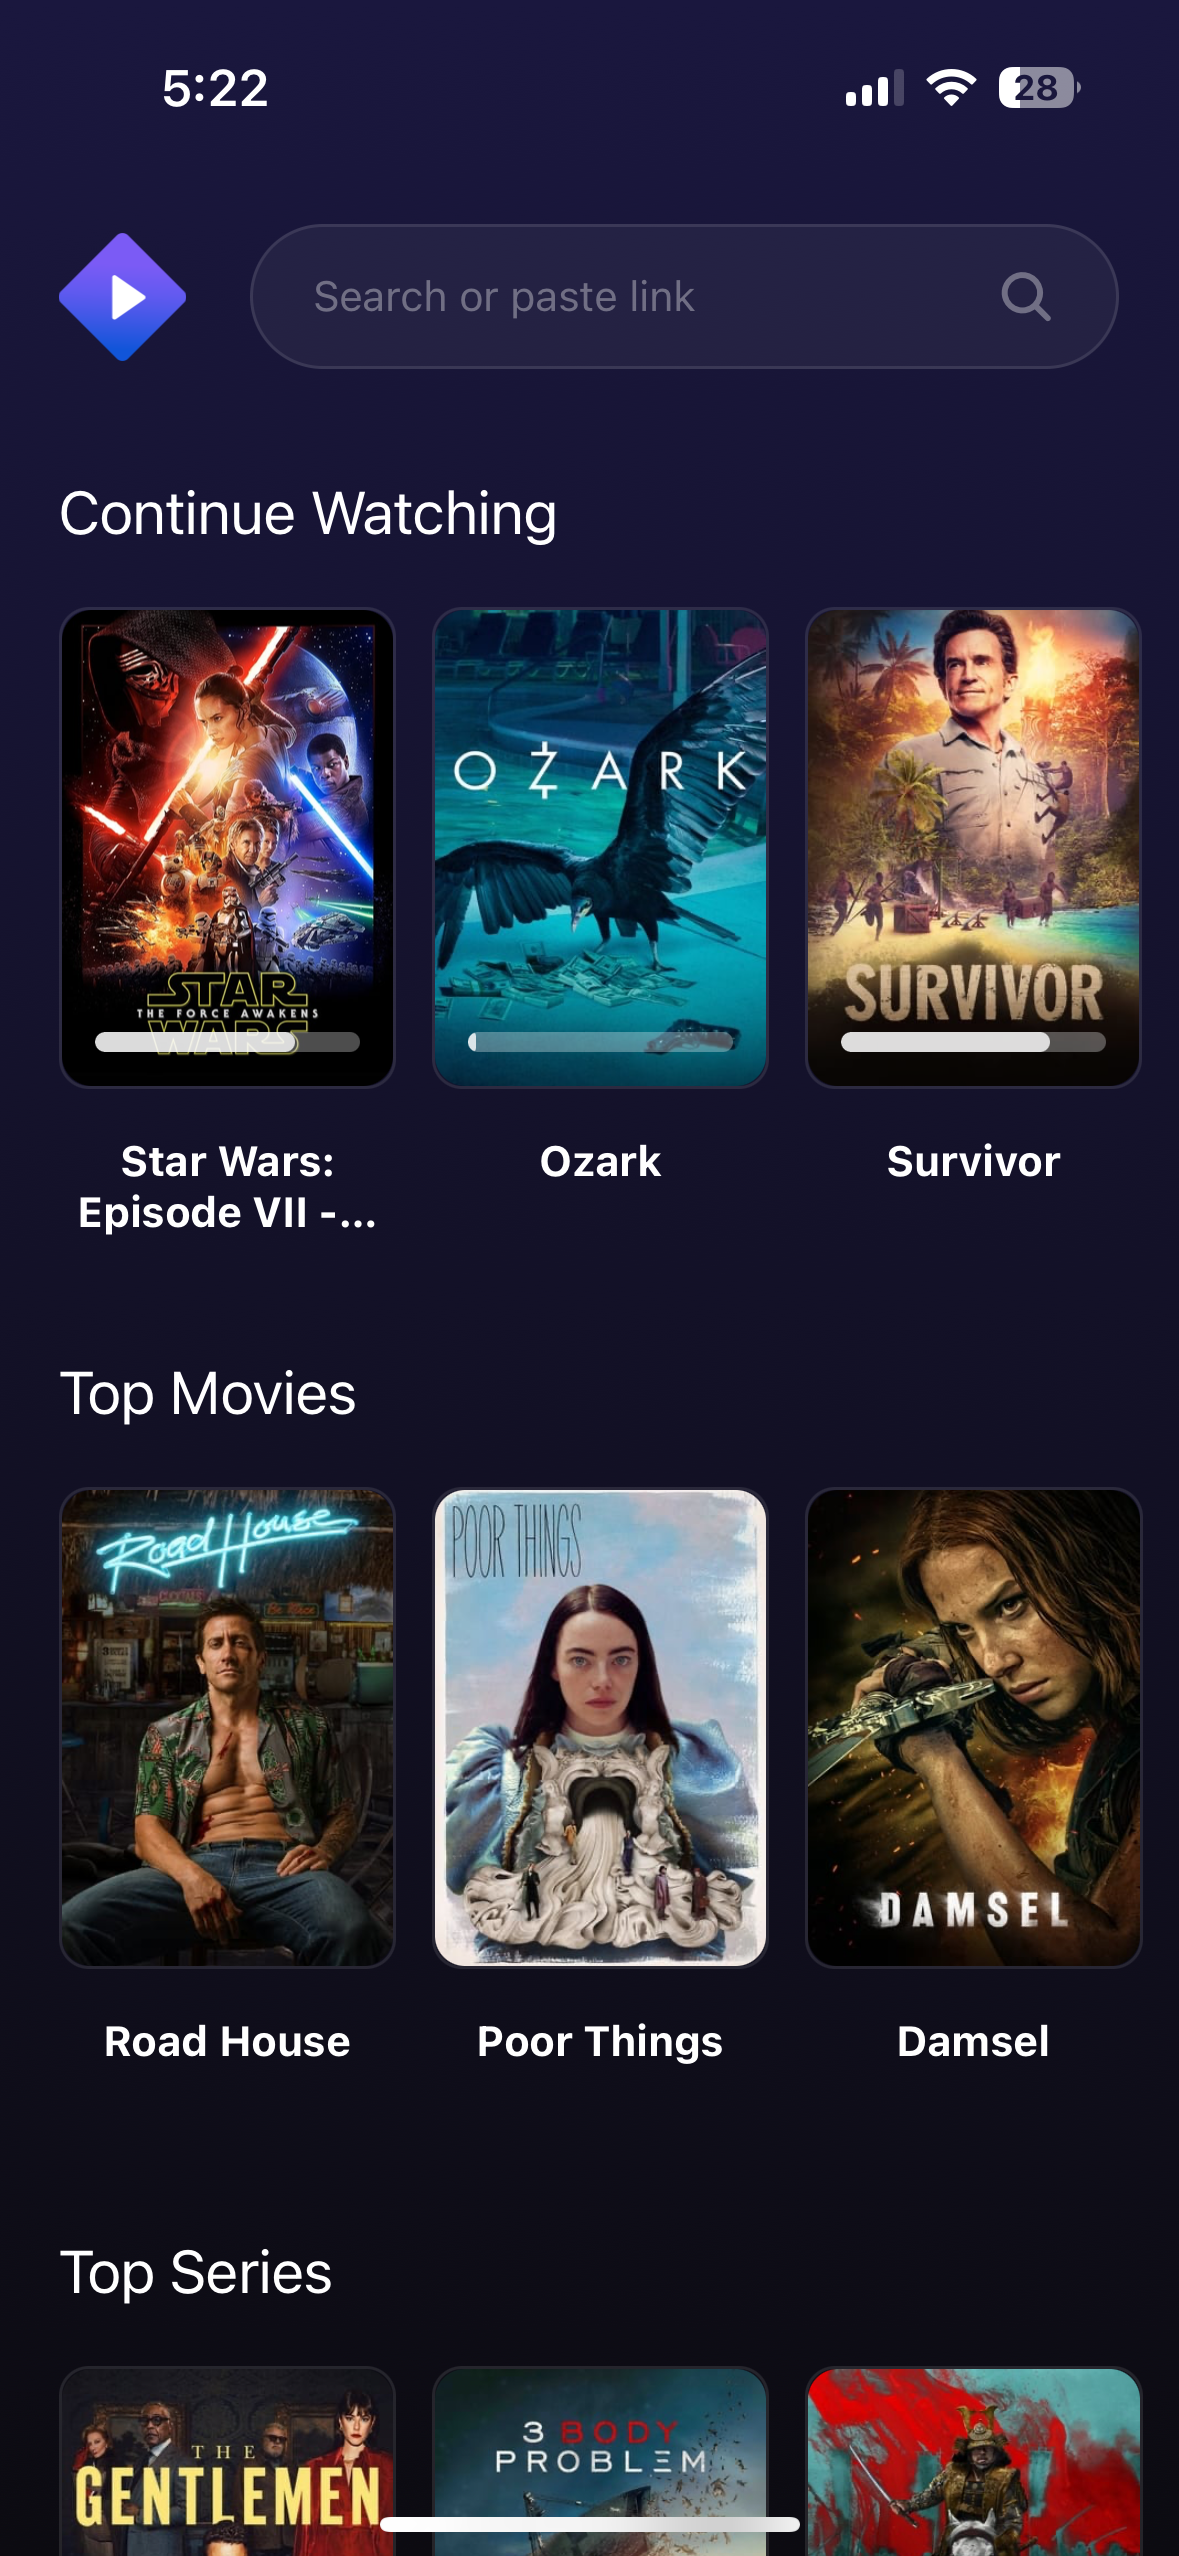 5:22
28
Search or paste link
Continue Watching
STAR
THE FORCE AWAKENS
WARS
OZARK
SURVIVOR
Star Wars:
Episode VII -...
Ozark
Survivor
Top Movies
Road House
POOR THINGS
DAMSEL
Road House
Poor Things
Damsel
Top Series
THE
GENTLEMEN
3 BODY
PROBLEM